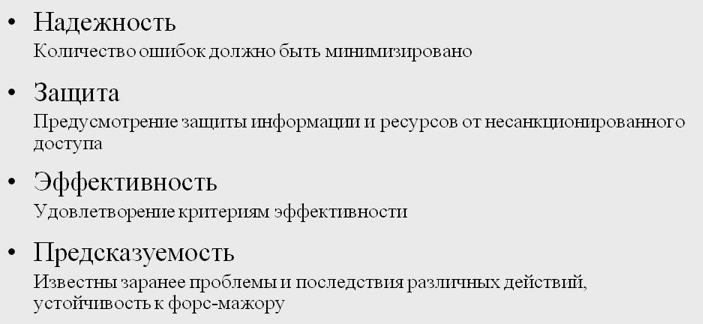 • Надежность
Количество ошибок должно быть минимизировано
• Защита
Предусмотрение защиты информации и ресурсов от несанкционированного
доступа
• Эффективность
Удовлетворение критериям эффективности
• Предсказуемость
Известны заранее проблемы и последствия различных действий,
устойчивость к форс-мажору